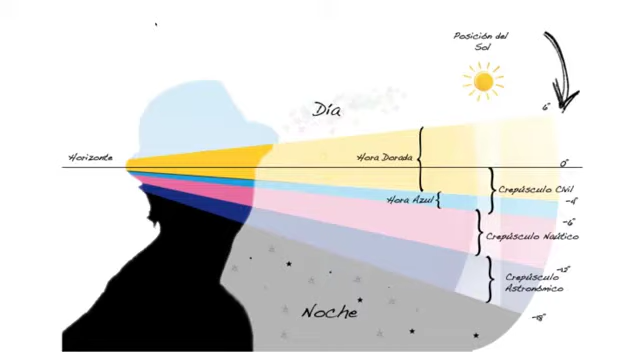 Posición del
Sol
6°
Día
Horizonte
Hora Dorada
0°
Crepúsculo Civil
Hora Azul
-4°
-6°
Crepúsculo Naútico
-12°
Crepúsculo
Astronómico
Noche
-18°